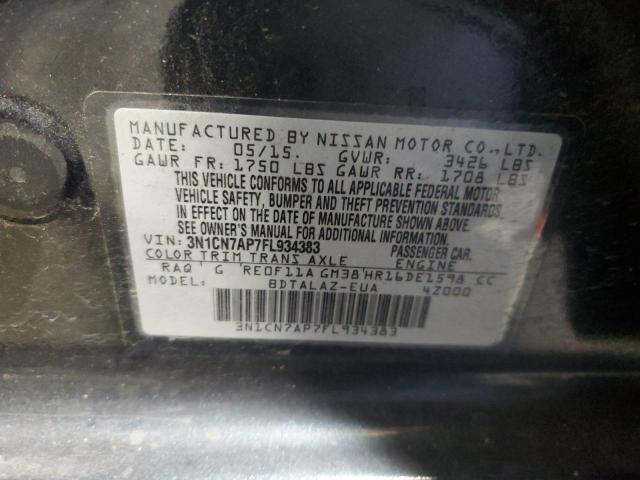 MANUFACTURED BY NISSAN MOTOR CO.,LTD.
DATE: 05/15. GVWR: 3426 LBS
GAWR FR: 1750 LBS GAWR RR: 1708 LBS
THIS VEHICLE CONFORMS TO ALL APPLICABLE FEDERAL MOTOR
VEHICLE SAFETY, BUMPER AND THEFT PREVENTION STANDARDS
IN EFFECT ON THE DATE OF MANUFACTURE SHOWN ABOVE.
SEE OWNER'S MANUAL FOR ADDITIONAL INFORMATION
VIN: 3N1CN7AP7FL934383 PASSENGER CAR.
COLOR TRIM TRANS AXLE ENGINE
RAQ G RE0F11A GM38 HR16DE1598 CC
MODEL: BDTALAZ-EUA 4Z000
3N1CN7AP7FL934383